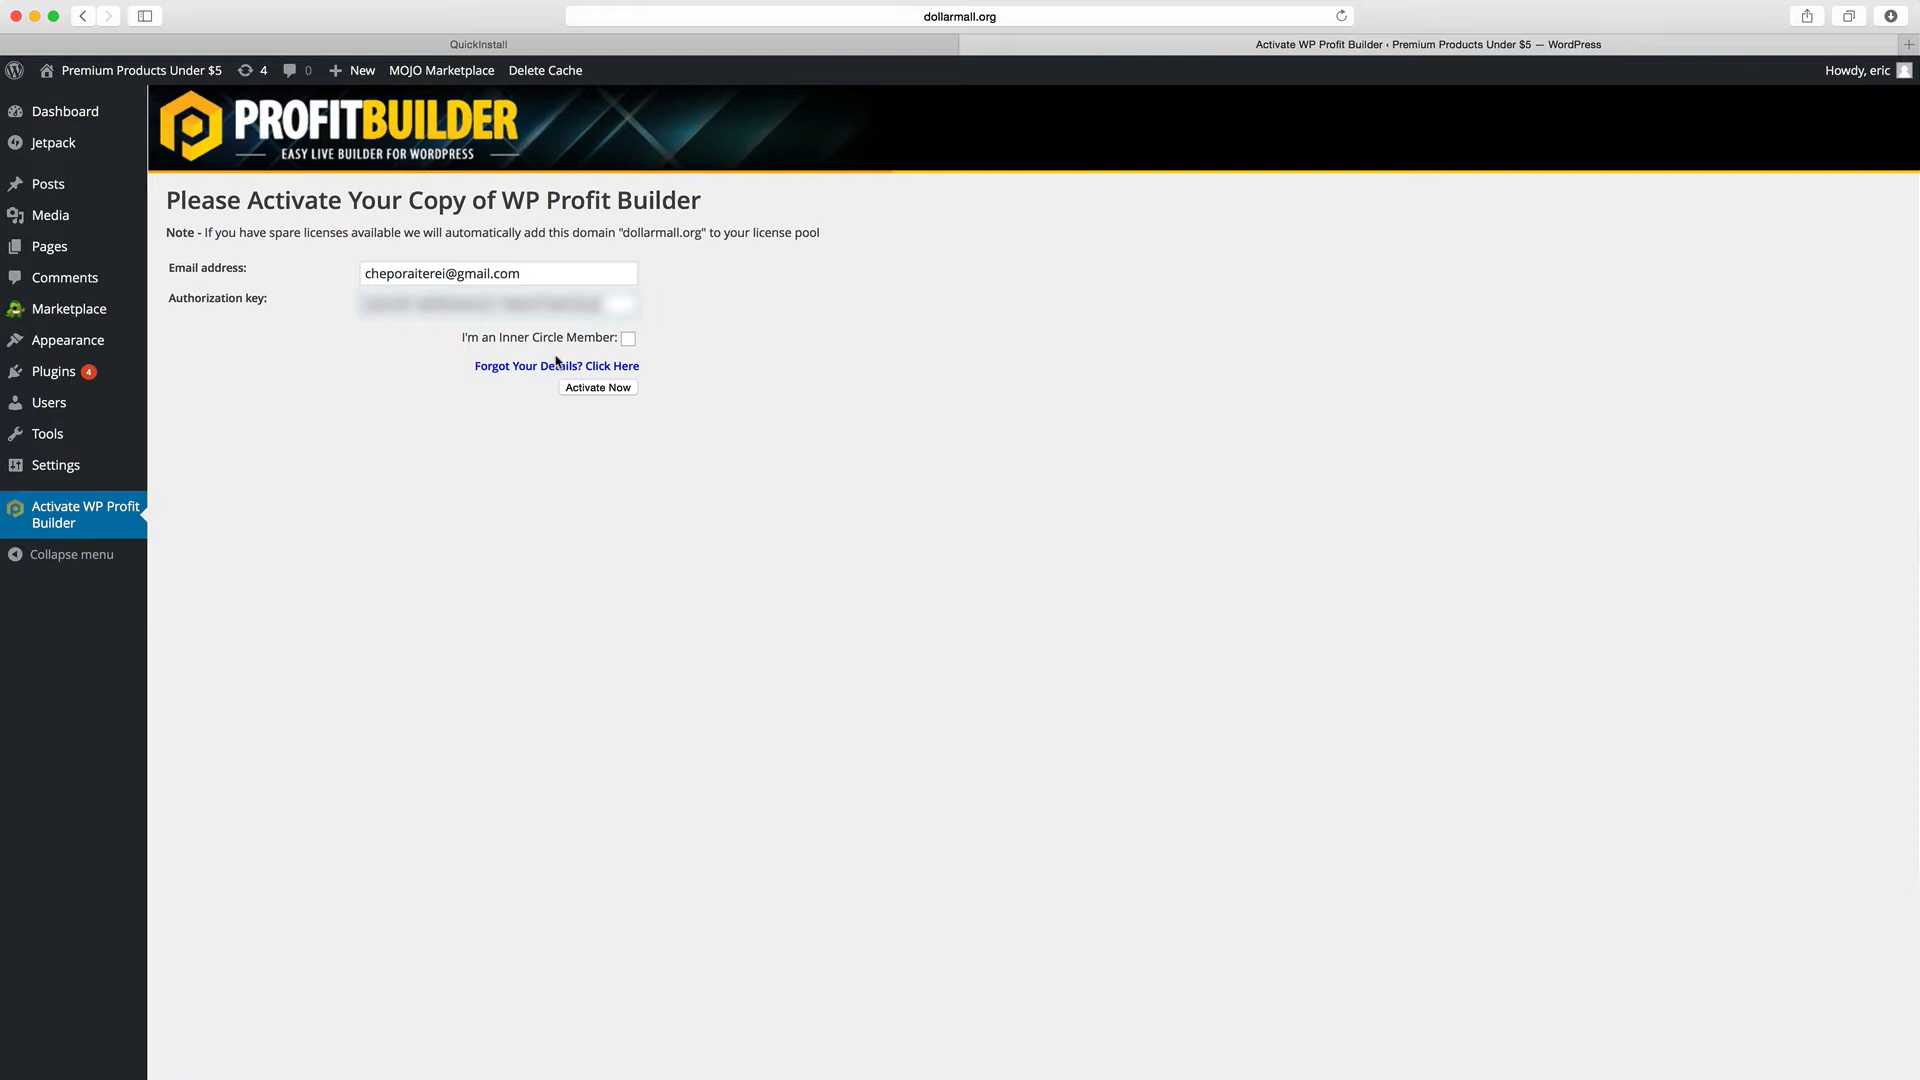 dollarmall.org
QuickInstall
Activate WP Profit Builder ‹ Premium Products Under $5 — WordPress
Premium Products Under $5
4
0
New
MOJO Marketplace
Delete Cache
Howdy, eric
Dashboard
Jetpack
Posts
Media
Pages
Comments
Marketplace
Appearance
Plugins 4
Users
Tools
Settings
Activate WP Profit
Builder
Collapse menu
PROFITBUILDER
EASY LIVE BUILDER FOR WORDPRESS
Please Activate Your Copy of WP Profit Builder
Note - If you have spare licenses available we will automatically add this domain "dollarmall.org" to your license pool
Email address:
cheporaiterei@gmail.com
Authorization key:
I'm an Inner Circle Member:
Forgot Your Details? Click Here
Activate Now